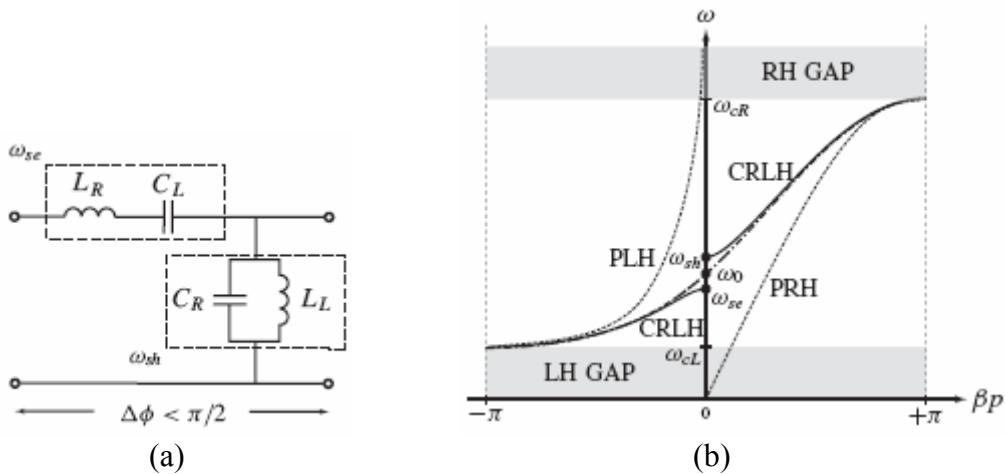 ω_se
L_R
C_L
C_R
L_L
ω_sh
Δϕ < π/2
(a)
ω
RH GAP
ω_cR
CRLH
PLH
ω_sh
ω_0
PRH
ω_se
CRLH
ω_cL
LH GAP
−π
0
+π
βp
(b)